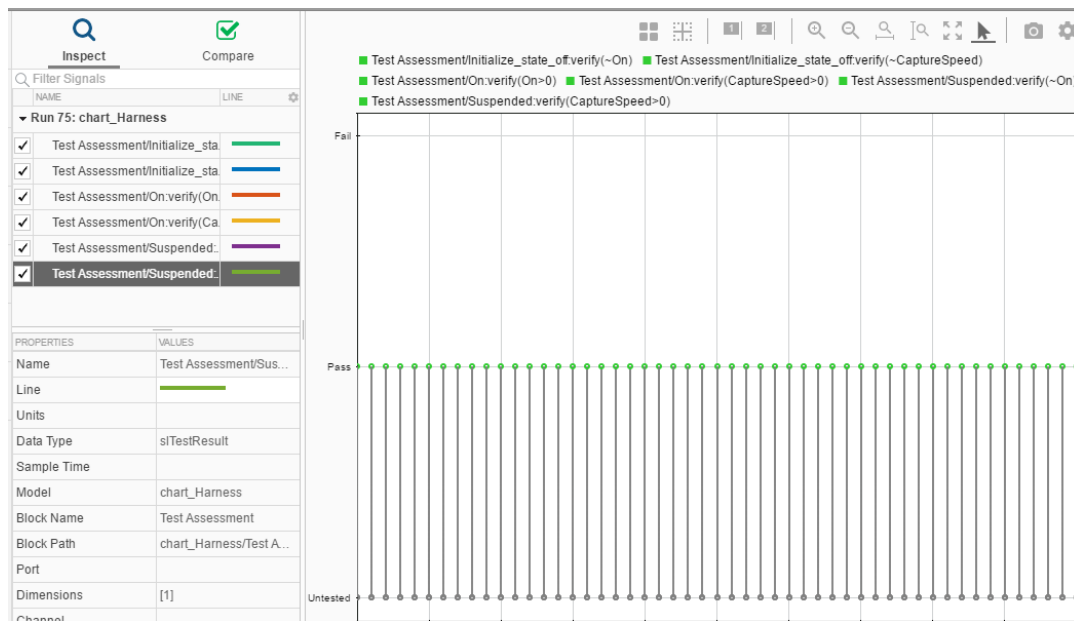 Inspect
Compare
Filter Signals
NAME LINE
Run 75: chart_Harness
Test Assessment/Initialize_sta.
Test Assessment/Initialize_sta.
Test Assessment/On:verify(On.
Test Assessment/On:verify(Ca.
Test Assessment/Suspended:..
Test Assessment/Suspended:..
PROPERTIES VALUES
Name Test Assessment/Sus...
Line
Units
Data Type slTestResult
Sample Time
Model chart_Harness
Block Name Test Assessment
Block Path chart_Harness/Test A...
Port
Dimensions [1]
Channel
1 2
Test Assessment/Initialize_state_off:verify(~On) Test Assessment/Initialize_state_off:verify(~CaptureSpeed)
Test Assessment/On:verify(On>0) Test Assessment/On:verify(CaptureSpeed>0) Test Assessment/Suspended:verify(~On)
Test Assessment/Suspended:verify(CaptureSpeed>0)
Fail
Pass
Untested